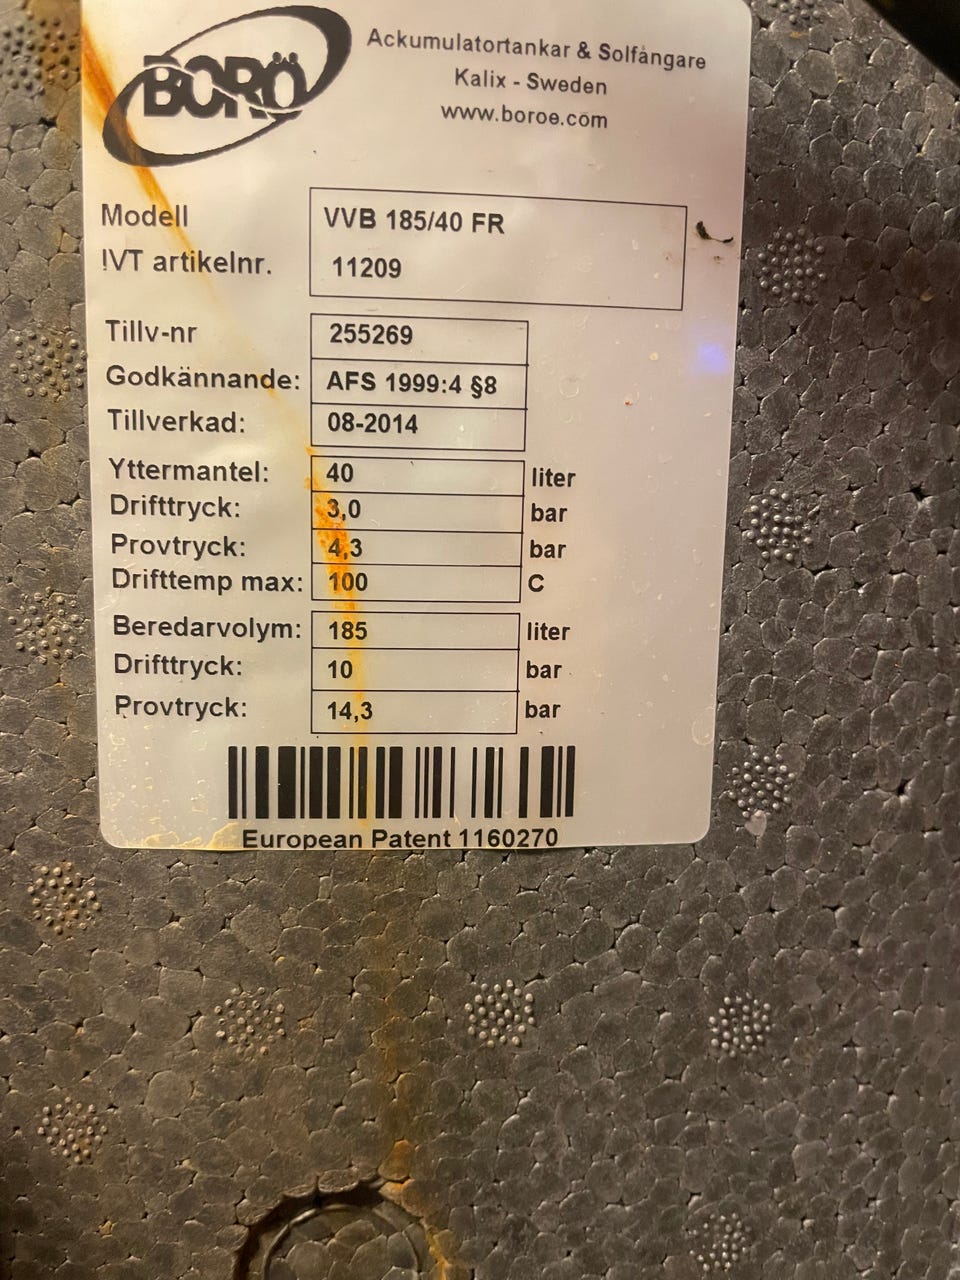 BORÖ
Ackumulatortankar & Solfångare
Kalix - Sweden
www.boroe.com
Modell VVB 185/40 FR
IVT artikelnr. 11209
Tillv-nr 255269
Godkännande: AFS 1999:4 §8
Tillverkad: 08-2014
Yttermantel: 40 liter
Drifttryck: 3,0 bar
Provtryck: 4,3 bar
Drifttemp max: 100 C
Beredarvolym: 185 liter
Drifttryck: 10 bar
Provtryck: 14,3 bar
European Patent 1160270